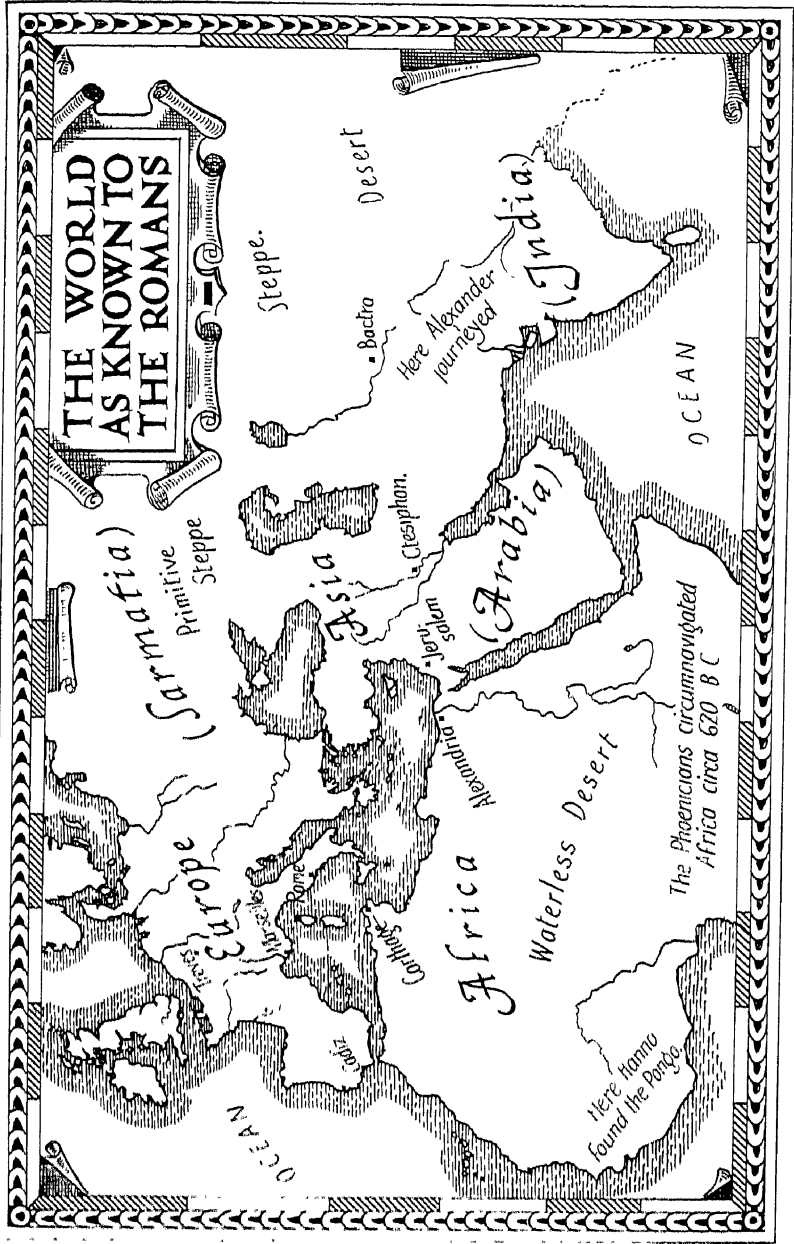 THE WORLD
AS KNOWN TO
THE ROMANS
(Sarmatia)
Primitive
Steppe
Steppe.
Desert
Bactra
Here Alexander
journeyed
(India)
OCEAN
Asia
Ctesiphon.
Jeru-
salem
(Arabia)
Europe
Treves
Marseilles
Rome
Cadiz
OCEAN
Carthage
Alexandria
Africa
Waterless Desert
Here Hanno
found the Pongo.
The Phoenicians circumnavigated
Africa circa 620 B C